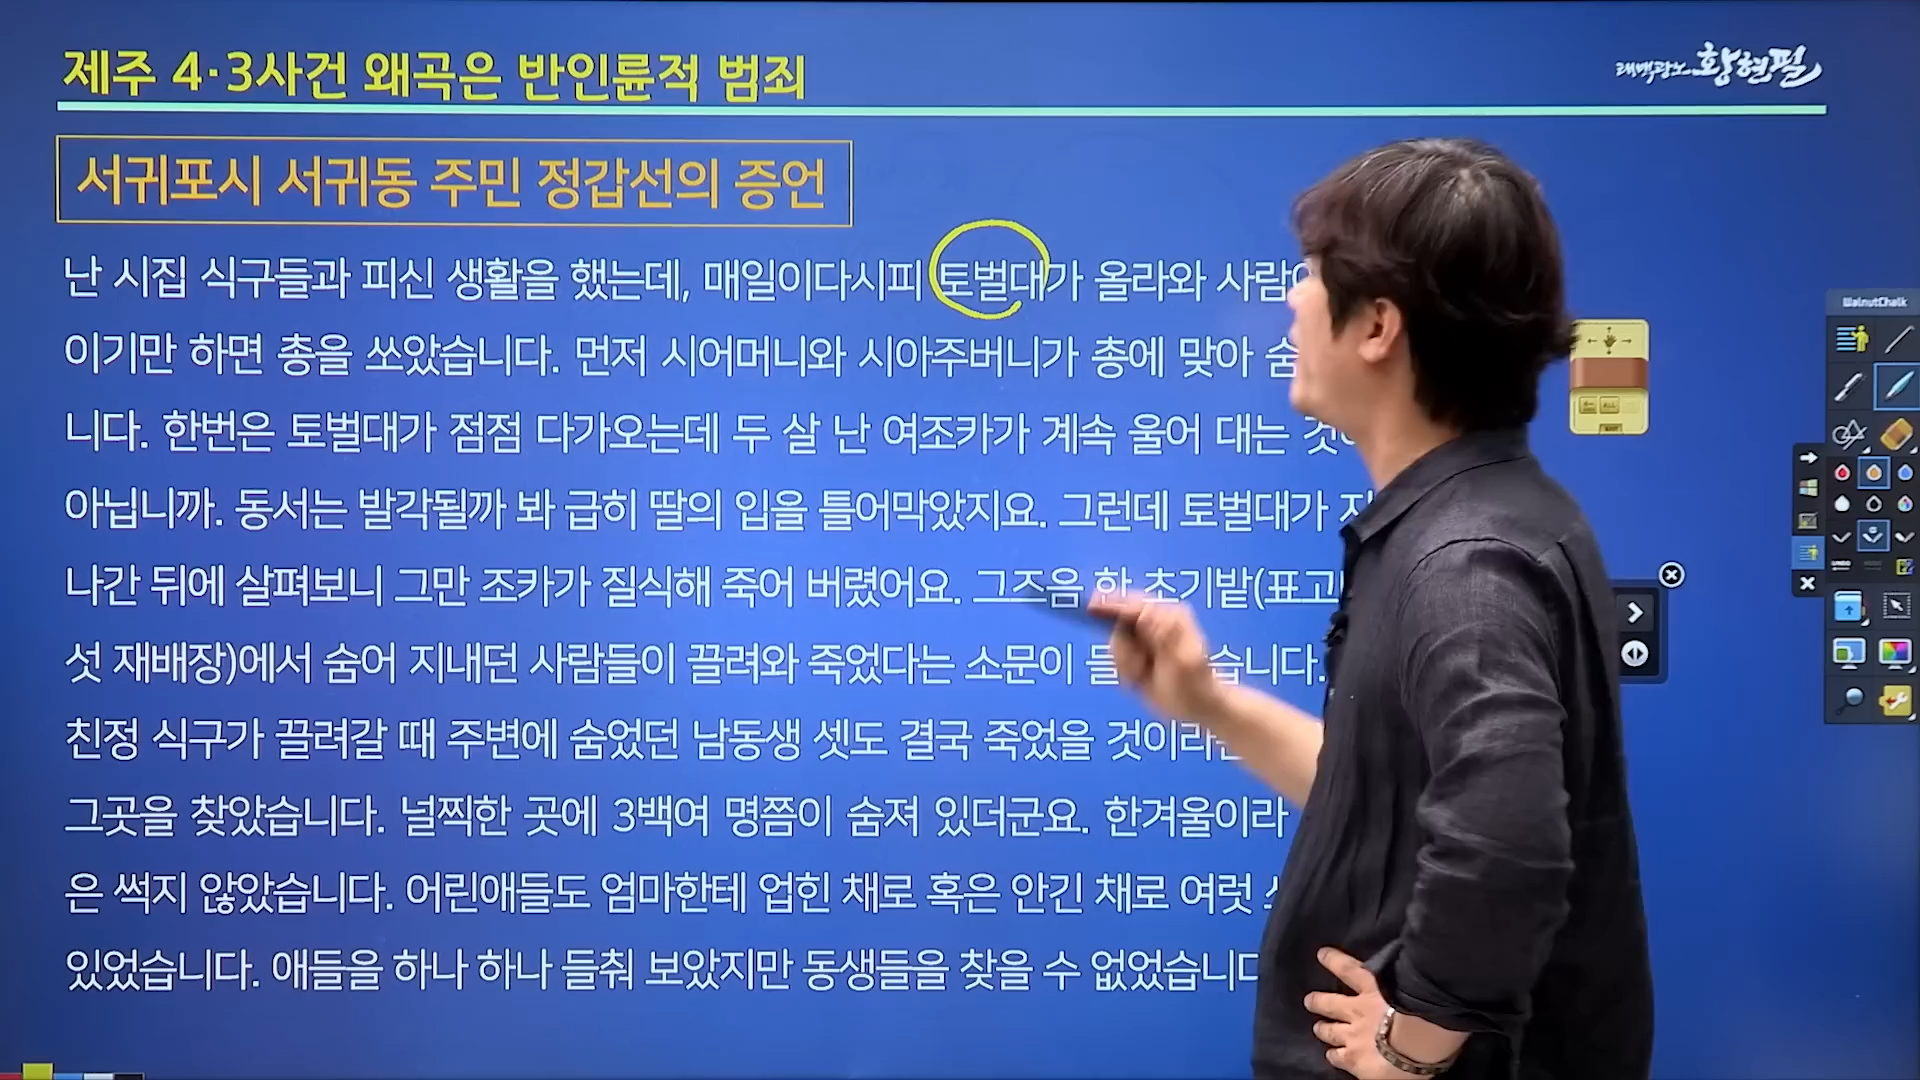 제주 4·3사건 왜곡은 반인륜적 범죄
태백광노 황현필
서귀포시 서귀동 주민 정갑선의 증언
난 시집 식구들과 피신 생활을 했는데, 매일이다시피 토벌대가 올라와
이기만 하면 총을 쏘았습니다. 먼저 시어머니와 시아주버니가 총에 맞아
니다. 한번은 토벌대가 점점 다가오는데 두 살 난 여조카가 계속 울어 대는
아닙니까. 동서는 발각될까 봐 급히 딸의 입을 틀어막았지요. 그런데 토벌대가
나간 뒤에 살펴보니 그만 조카가 질식해 죽어 버렸어요. 그즈음 한 초기밭(표고
섯 재배장)에서 숨어 지내던 사람들이 끌려와 죽었다는 소문이
친정 식구가 끌려갈 때 주변에 숨었던 남동생 셋도 결국 죽었을
그곳을 찾았습니다. 널찍한 곳에 3백여 명쯤이 숨져 있더군요. 한겨울이라
은 썩지 않았습니다. 어린애들도 엄마한테 업힌 채로 혹은 안긴 채로 여럿
있었습니다. 애들을 하나 하나 들춰 보았지만 동생들을 찾을 수 없었습니다
WalnutChalk
ALL